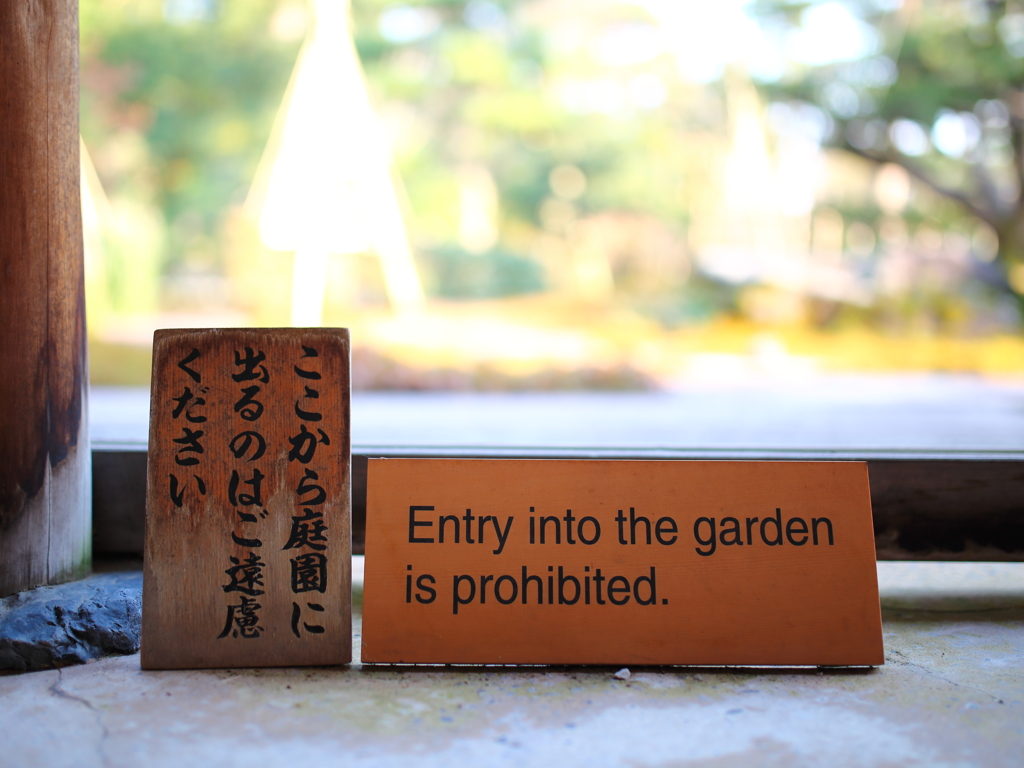 ここから庭園に
出るのはご遠慮
ください
Entry into the garden
is prohibited.